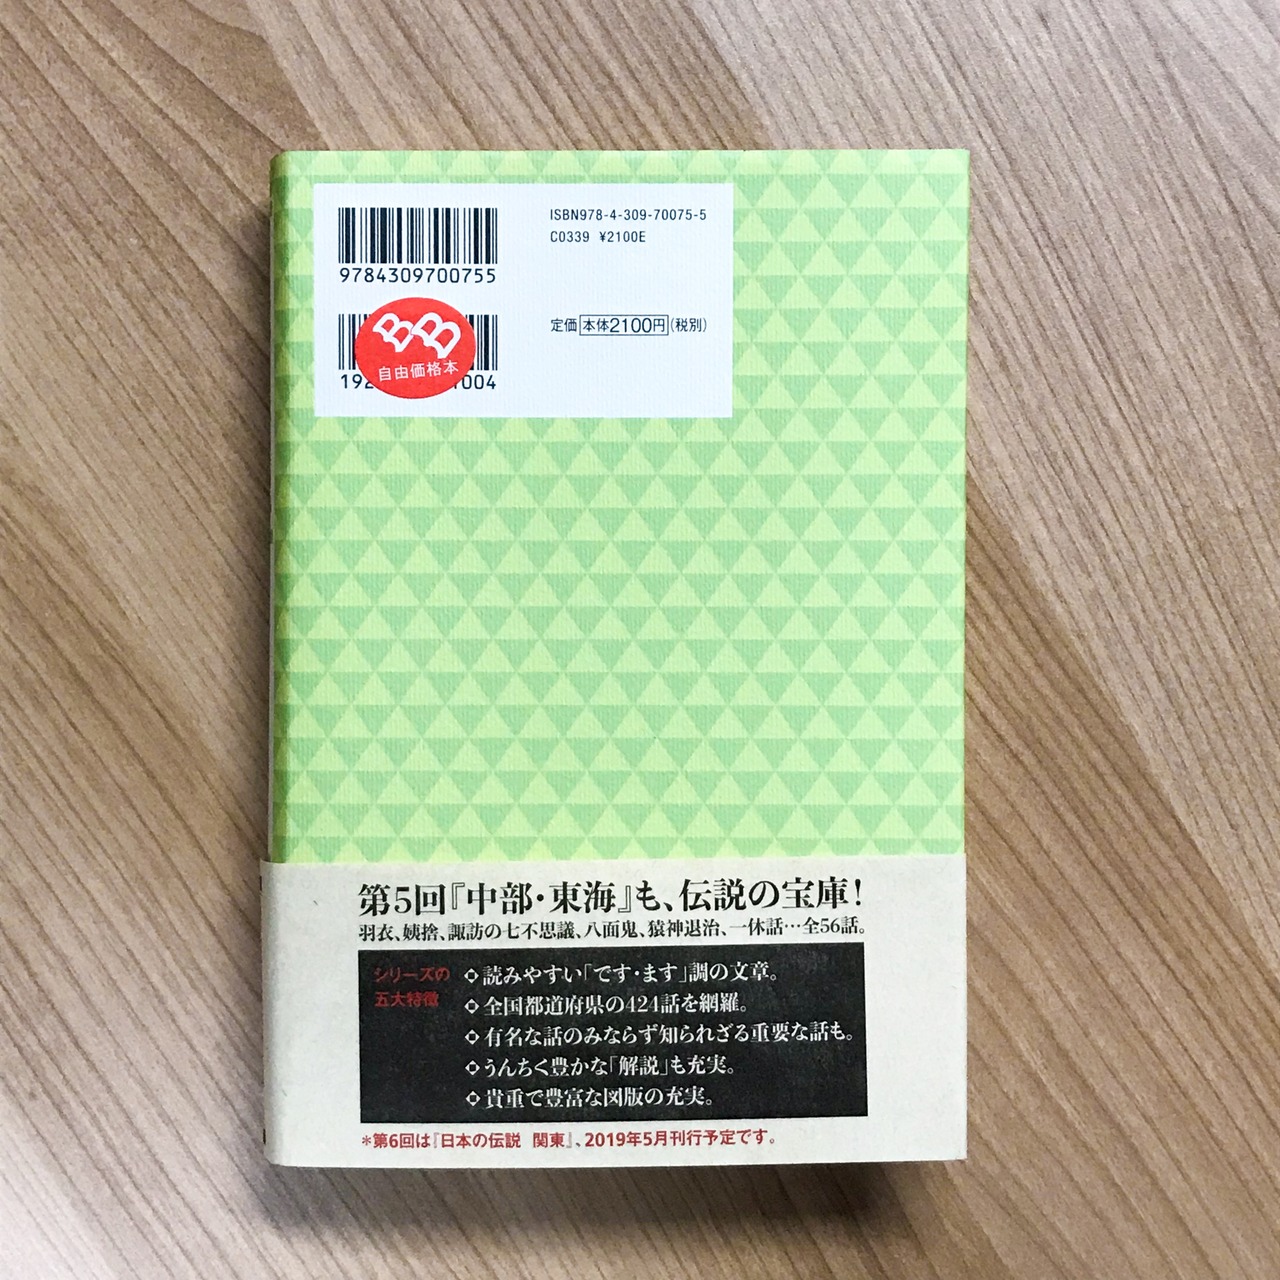 ISBN978-4-309-70075-5
C0339 ¥2100E
9784309700755
定価 本体2100円(税別)
BB
自由価格本
192 1004
第5回『中部・東海』も、伝説の宝庫!
羽衣、姨捨、諏訪の七不思議、八面鬼、猿神退治、一休話…全56話。
シリーズの
五大特徴
読みやすい「です・ます」調の文章。
全国都道府県の424話を網羅。
有名な話のみならず知られざる重要な話も。
うんちく豊かな「解説」も充実。
貴重で豊富な図版の充実。
*第6回は『日本の伝説 関東』、2019年5月刊行予定です。